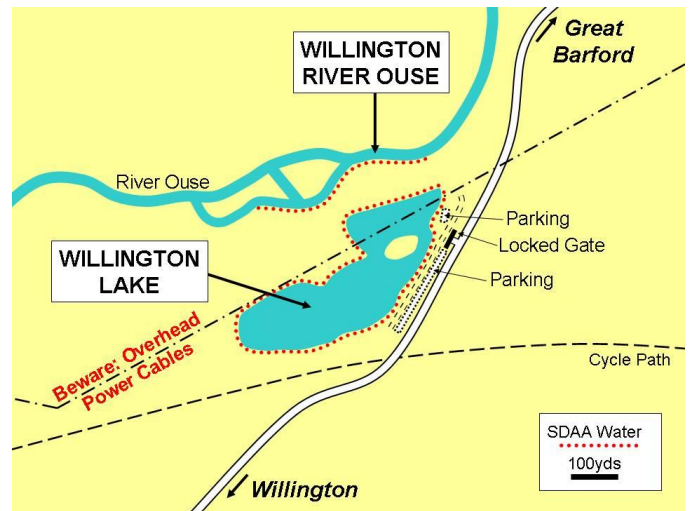 Great
Barford
WILLINGTON
RIVER OUSE
River Ouse
Parking
Locked Gate
Parking
WILLINGTON
LAKE
Beware: Overhead
Power Cables
Cycle Path
SDAA Water
100yds
Willington